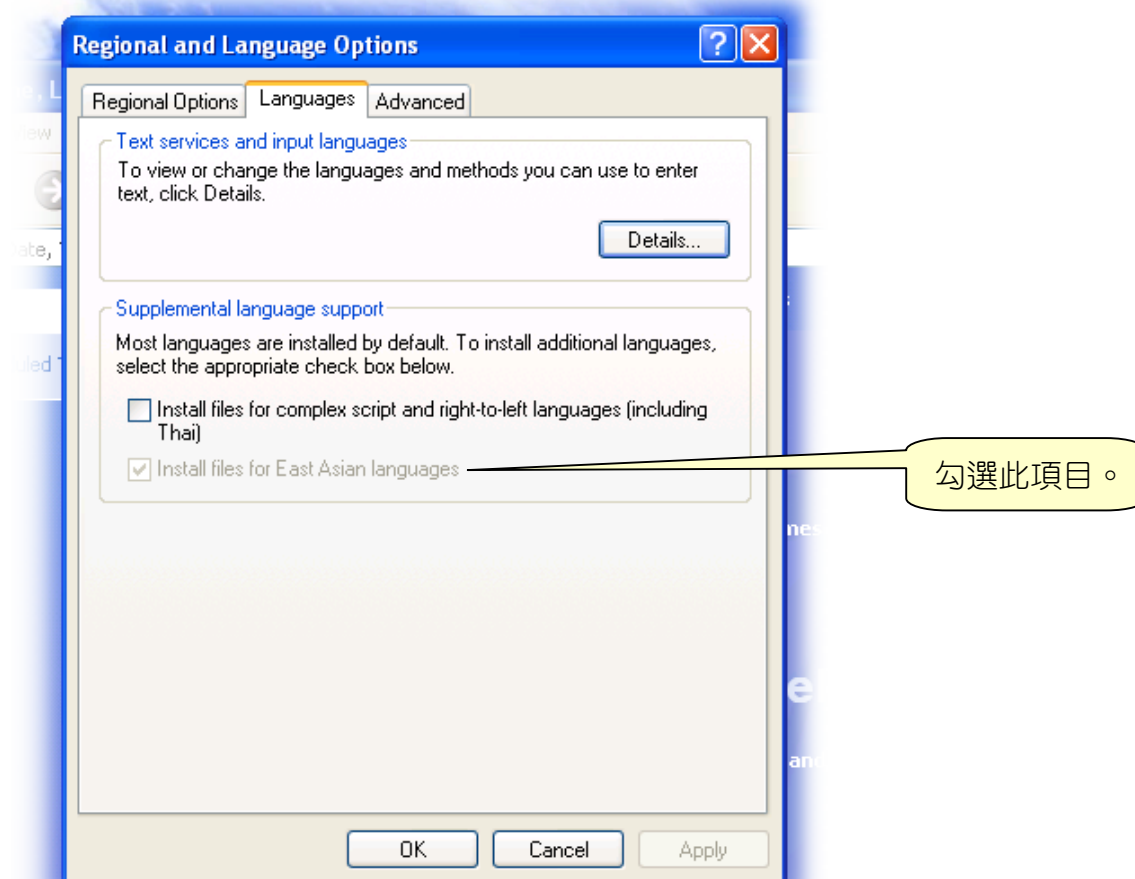 Regional and Language Options
Regional Options Languages Advanced
Text services and input languages
To view or change the languages and methods you can use to enter
text, click Details.
Details...
Supplemental language support
Most languages are installed by default. To install additional languages,
select the appropriate check box below.
Install files for complex script and right-to-left languages (including
Thai)
Install files for East Asian languages
勾選此項目。
OK Cancel Apply